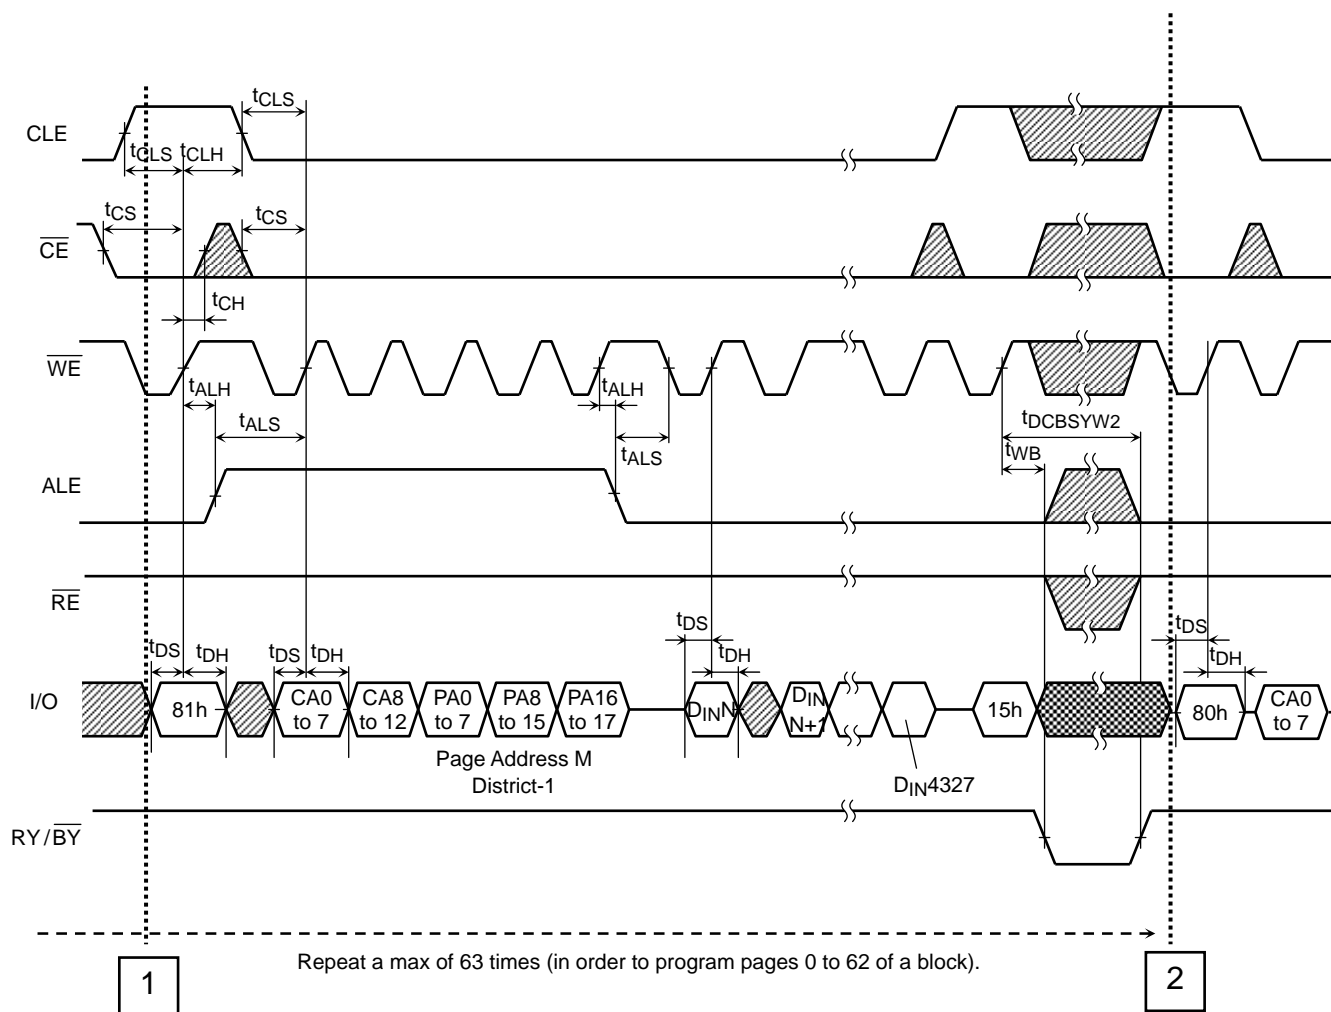 tCLS
CLE
tCLS tCLH
tCS tCS
CE
tCH
WE
tALH tALH
tALS tDCBSYW2
tALS tWB
ALE
RE
tDS tDH tDS tDH tDS tDH tDS tDH
I/O
81h
CA0 to 7
CA8 to 12
PA0 to 7
PA8 to 15
PA16 to 17
DINN
DIN N+1
15h
80h
CA0 to 7
Page Address M
District-1
DIN4327
RY/BY
Repeat a max of 63 times (in order to program pages 0 to 62 of a block).
1
2